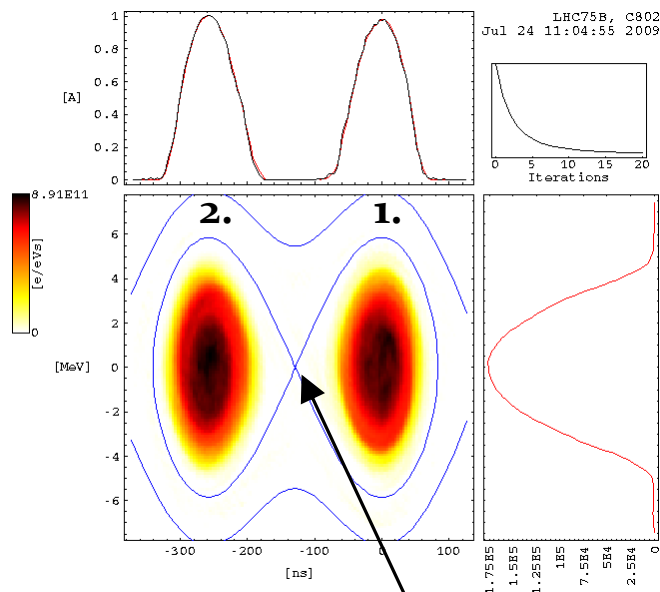 LHC75B, C802
Jul 24 11:04:55 2009
[A]
1
0.8
0.6
0.4
0.2
0
0 5 10 15 20
Iterations
8.91E11
[e/eVs]
0
2. 1.
6
4
2
0
-2
-4
-6
[MeV]
-300 -200 -100 0 100
[ns]
1.75E5
1.5E5
1.25E5
1E5
7.5E4
5E4
2.5E4
0